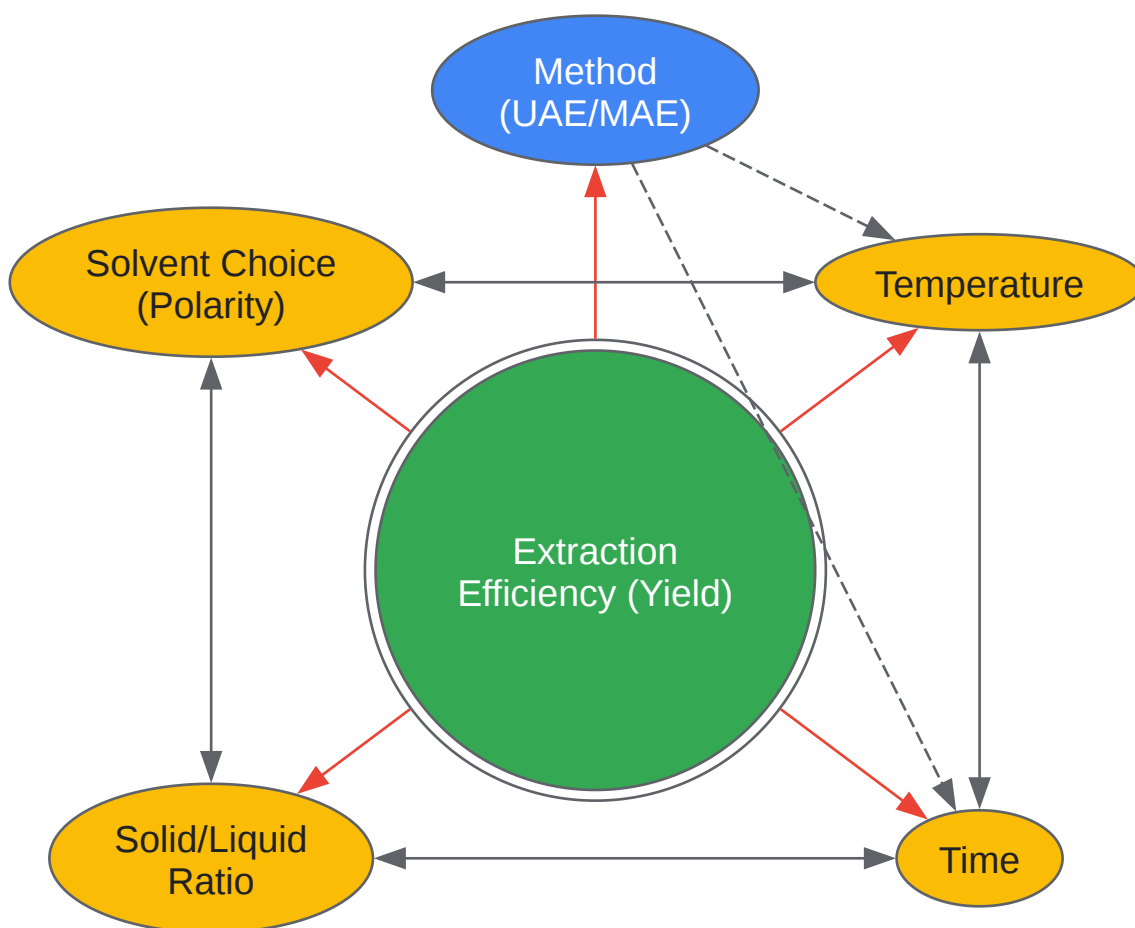 Method
(UAE/MAE)
Solvent Choice
(Polarity)
Temperature
Extraction
Efficiency (Yield)
Solid/Liquid
Ratio
Time